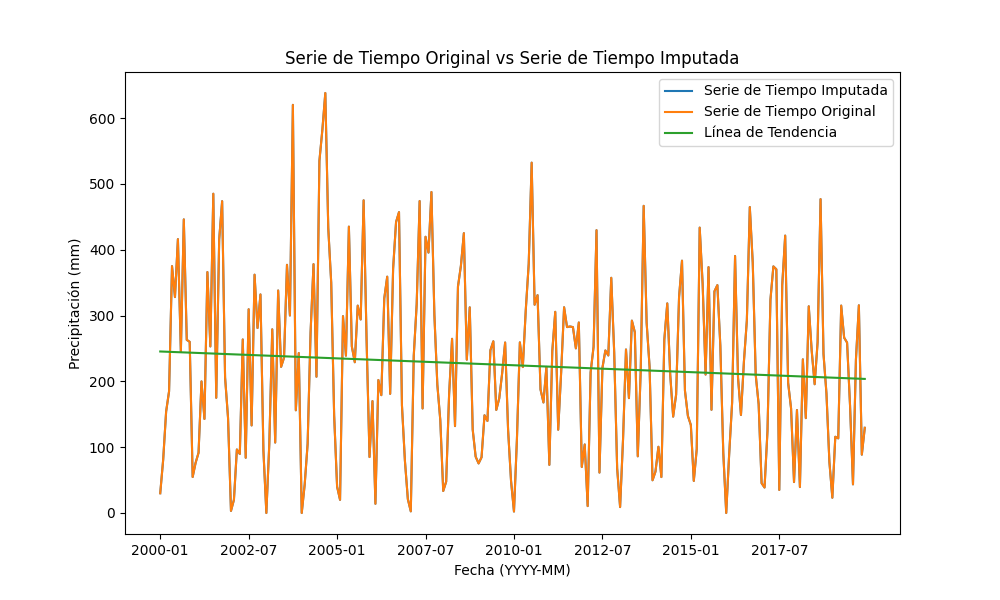 Serie de Tiempo Original vs Serie de Tiempo Imputada
Serie de Tiempo Imputada
Serie de Tiempo Original
Línea de Tendencia
Precipitación (mm)
600
500
400
300
200
100
0
2000-01 2002-07 2005-01 2007-07 2010-01 2012-07 2015-01 2017-07
Fecha (YYYY-MM)